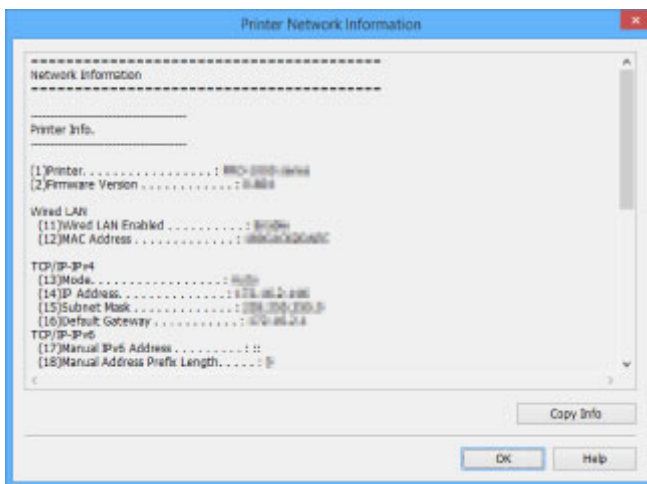 Printer Network Information
==========================================
Network Information
==========================================
------------------------------------
Printer Info.
------------------------------------
(1)Printer. . . . . . . . . . . . . . . . . :
(2)Firmware Version . . . . . . . . . . . . :
Wired LAN
(11)Wired LAN Enabled . . . . . . . . . :
(12)MAC Address . . . . . . . . . . . . . :
TCP/IP-IPv4
(13)Mode. . . . . . . . . . . . . . . . . :
(14)IP Address. . . . . . . . . . . . . . :
(15)Subnet Mask . . . . . . . . . . . . . :
(16)Default Gateway . . . . . . . . . . . :
TCP/IP-IPv6
(17)Manual IPv6 Address . . . . . . . . . : ::
(18)Manual Address Prefix Length. . . . . :
Copy Info
OK
Help